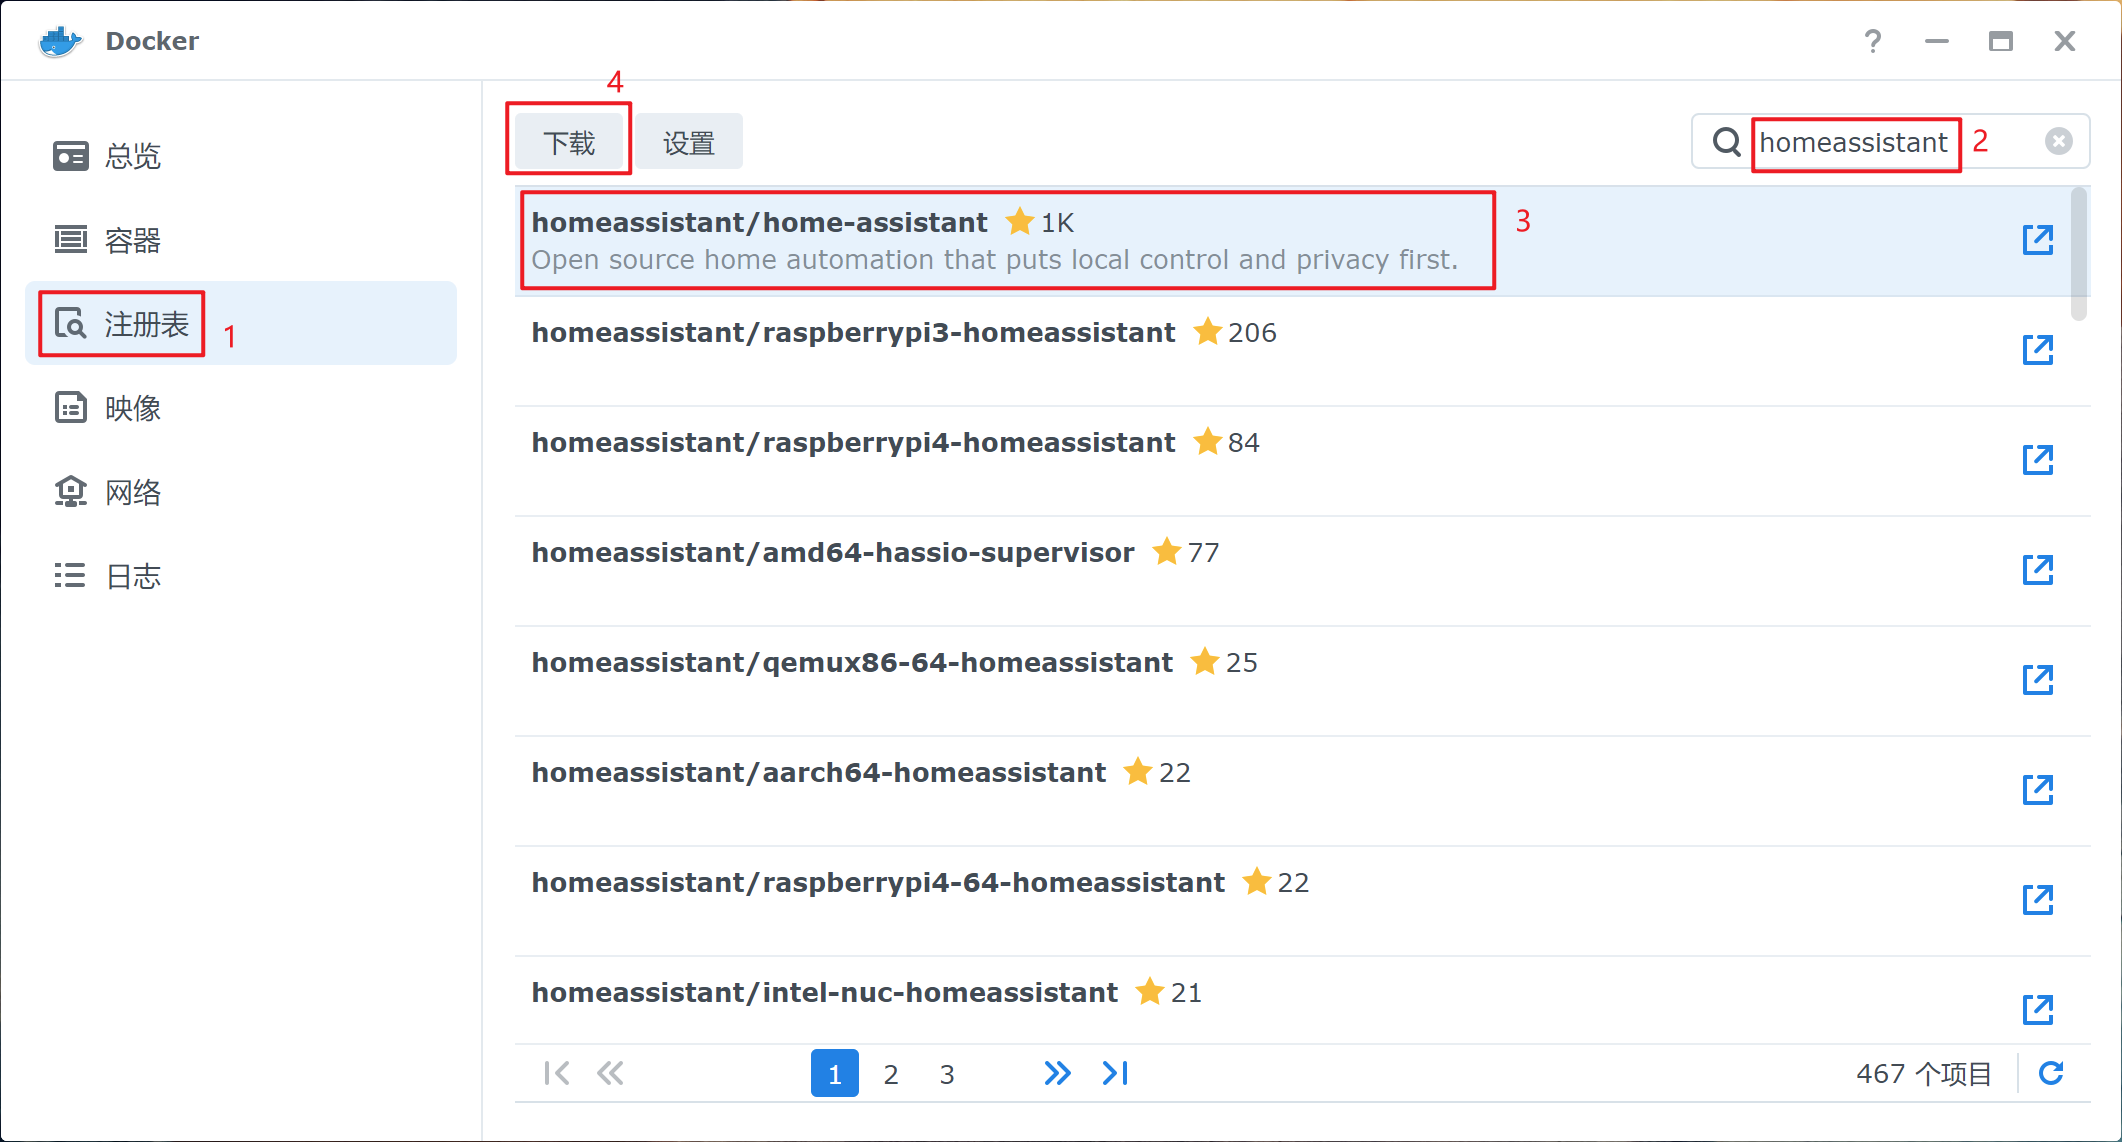 Docker
4
下载
设置
homeassistant
2
总览
容器
注册表
1
映像
网络
日志
homeassistant/home-assistant 1K
3
Open source home automation that puts local control and privacy first.
homeassistant/raspberrypi3-homeassistant 206
homeassistant/raspberrypi4-homeassistant 84
homeassistant/amd64-hassio-supervisor 77
homeassistant/qemux86-64-homeassistant 25
homeassistant/aarch64-homeassistant 22
homeassistant/raspberrypi4-64-homeassistant 22
homeassistant/intel-nuc-homeassistant 21
1 2 3
467 个项目